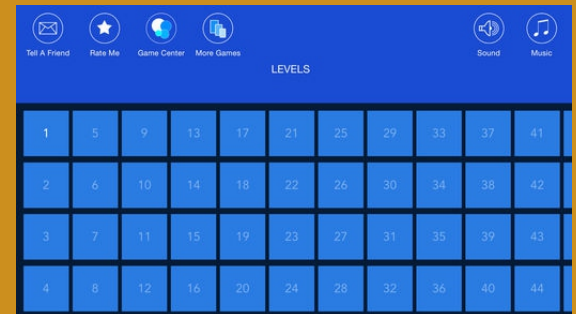 Tell A Friend Rate Me Game Center More Games Sound Music
LEVELS
1 5 9 13 17 21 25 29 33 37 41
2 6 10 14 18 22 26 30 34 38 42
3 7 11 15 19 23 27 31 35 39 43
4 8 12 16 20 24 28 32 36 40 44